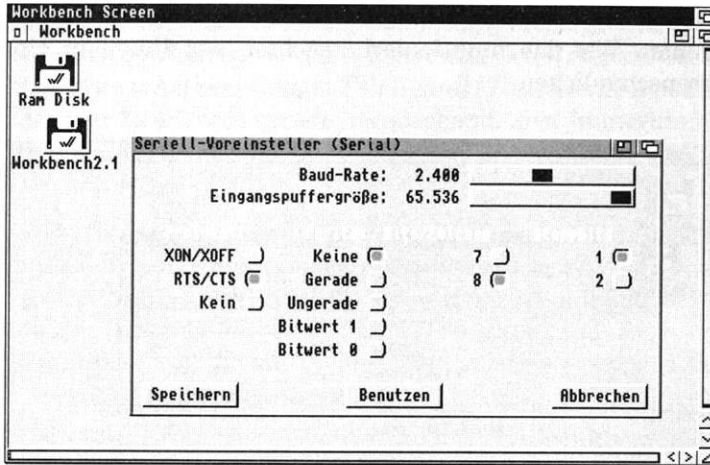 Workbench Screen
Workbench
Ram Disk
Workbench2.1
Seriell-Voreinsteller (Serial)
Baud-Rate: 2.400
Eingangspuffergröße: 65.536
XON/XOFF Keine 7 1
RTS/CTS Gerade 8 2
Kein Ungerade
Bitwert 1
Bitwert 0
Speichern Benutzen Abbrechen